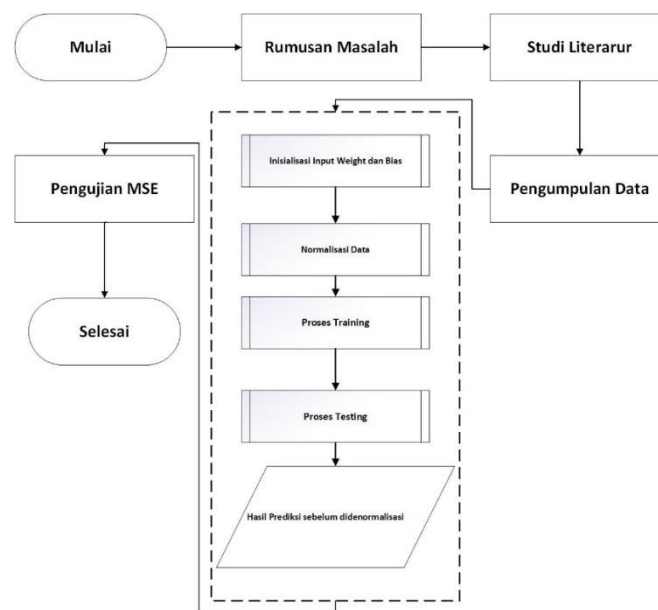 Mulai
Rumusan Masalah
Studi Literarur
Pengumpulan Data
Inisialisasi Input Weight dan Bias
Normalisasi Data
Proses Training
Proses Testing
Hasil Prediksi sebelum didenormalisasi
Pengujian MSE
Selesai